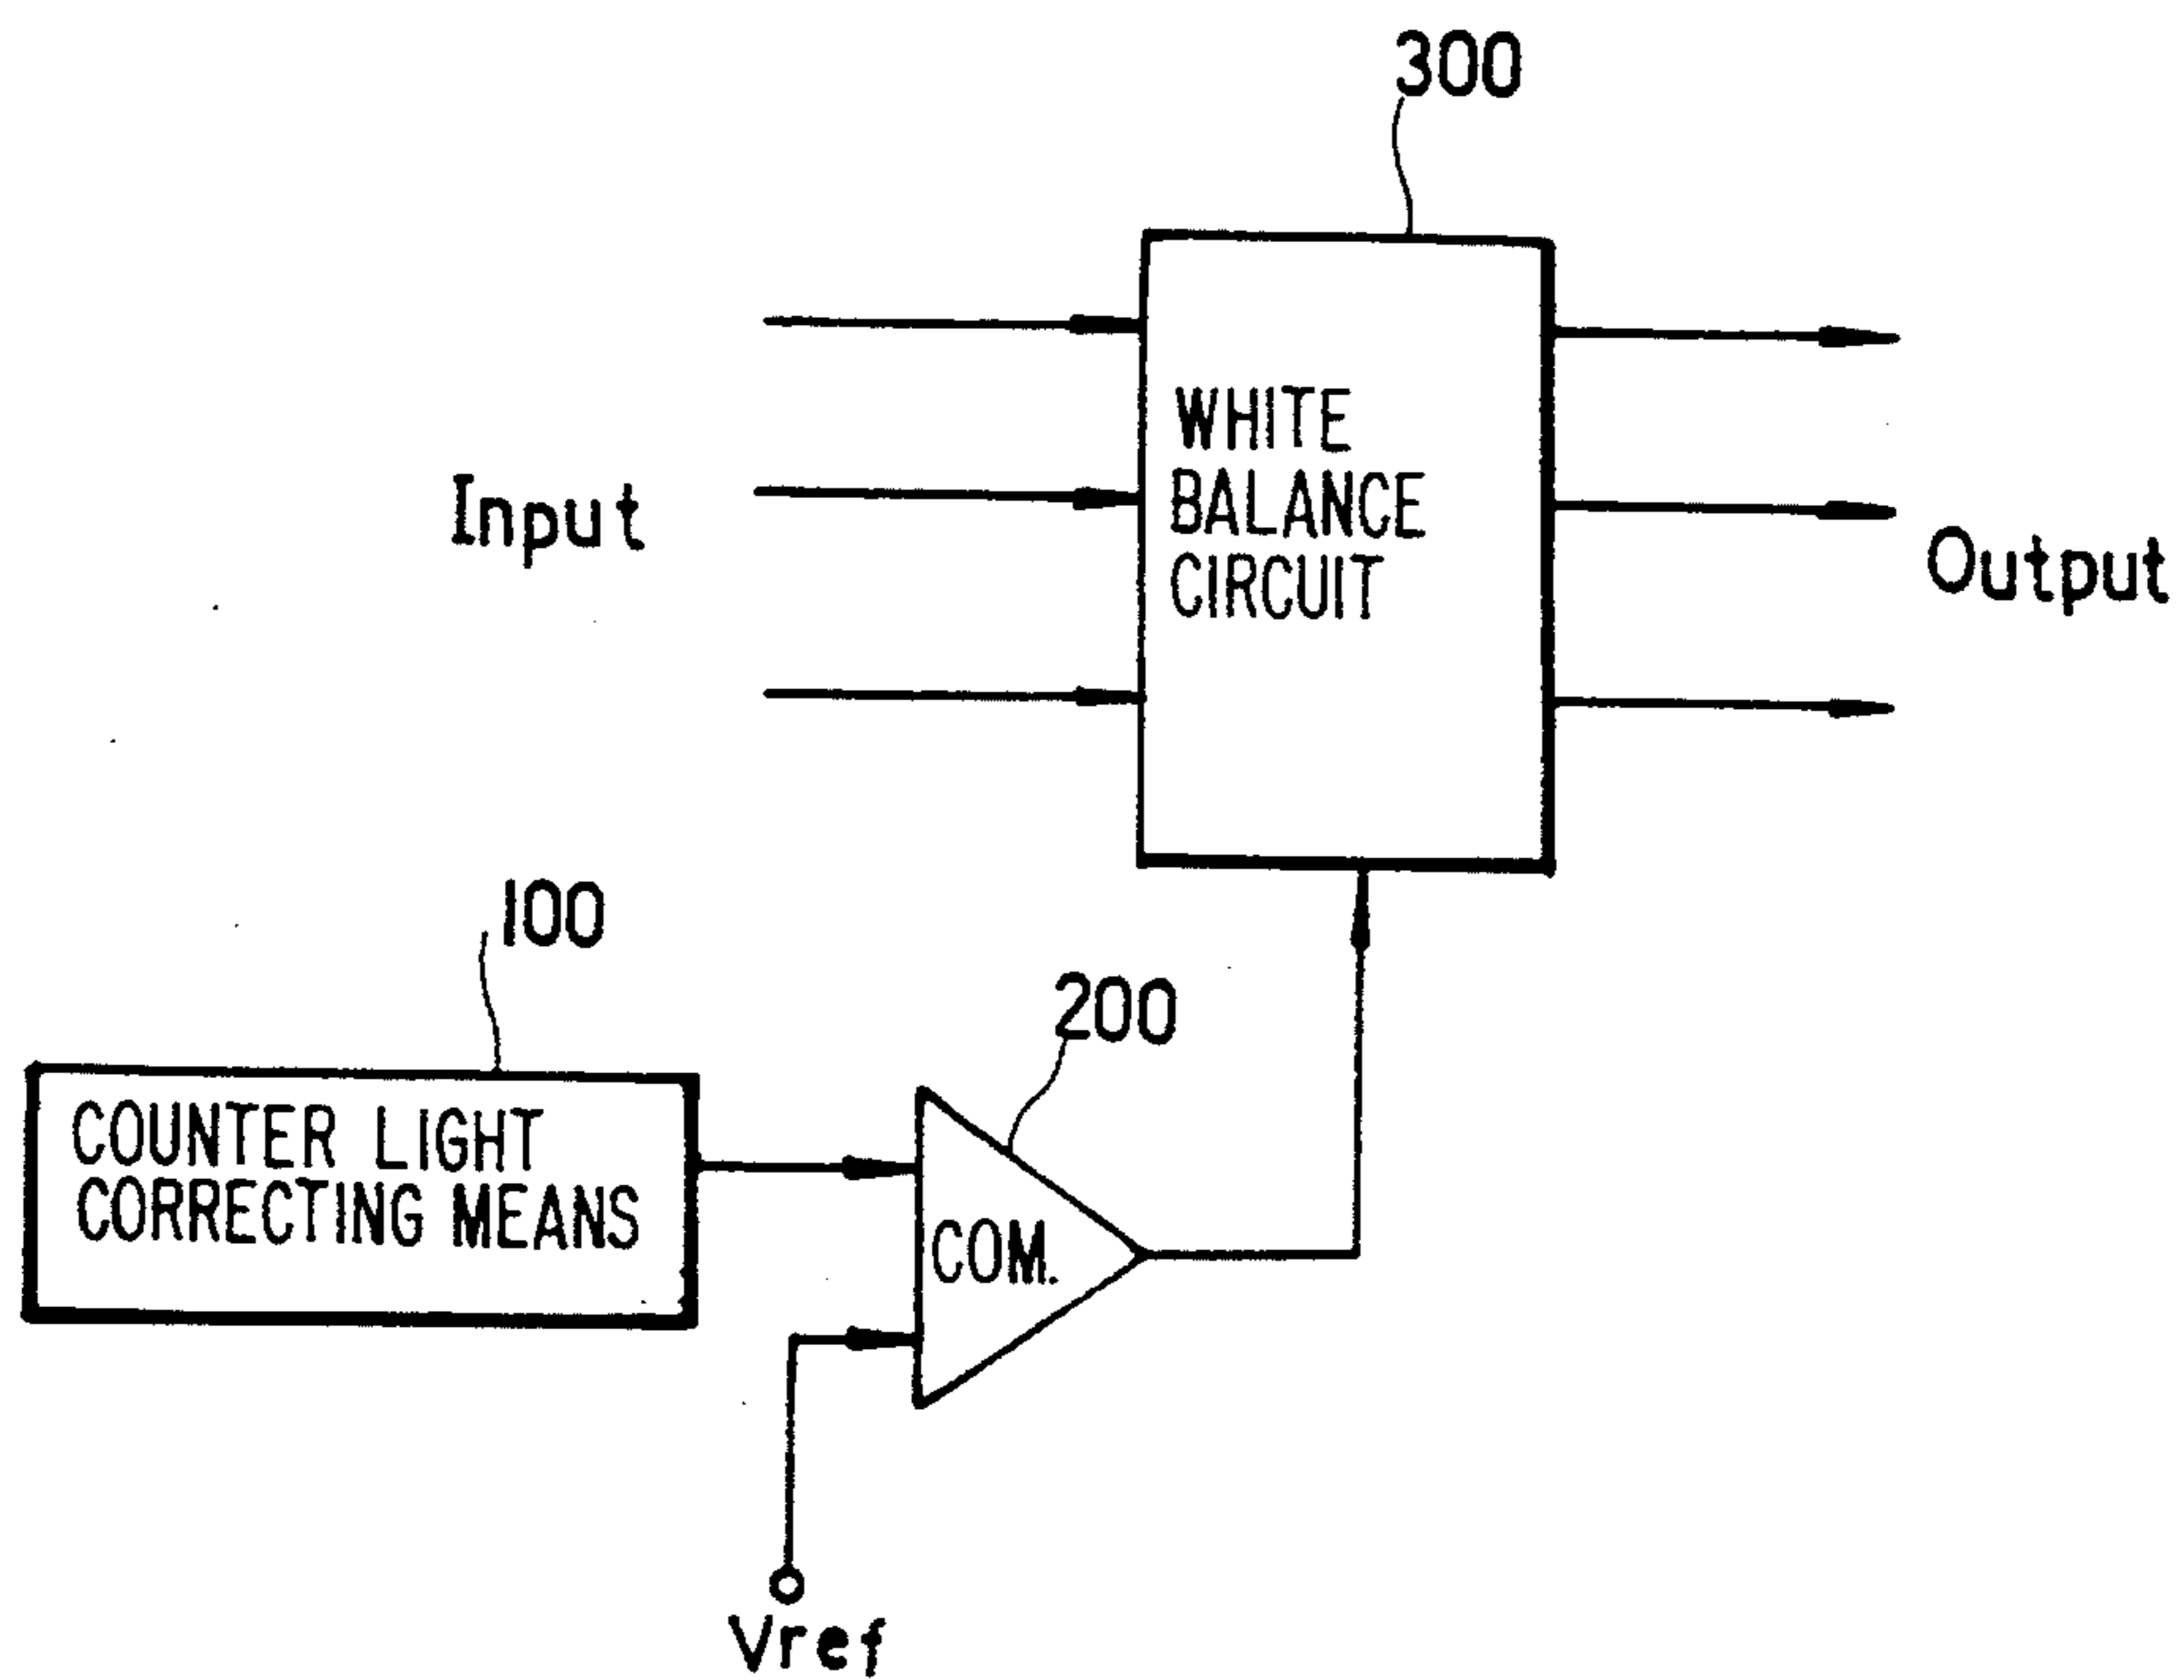 300
WHITE
BALANCE
CIRCUIT
Input
Output
100
200
COUNTER LIGHT
CORRECTING MEANS
COM.
Vref